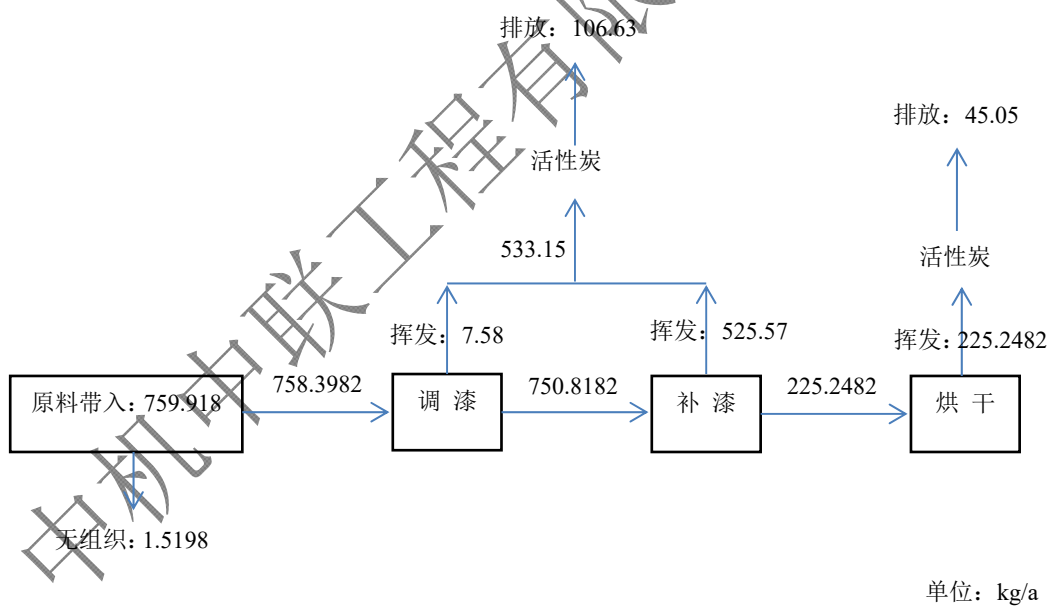 排放：106.63
排放：45.05
活性炭
活性炭
533.15
挥发：7.58
挥发：525.57
挥发：225.2482
原料带入：759.918
758.3982
调 漆
750.8182
补 漆
225.2482
烘 干
无组织：1.5198
单位：kg/a
中机中联工程有限